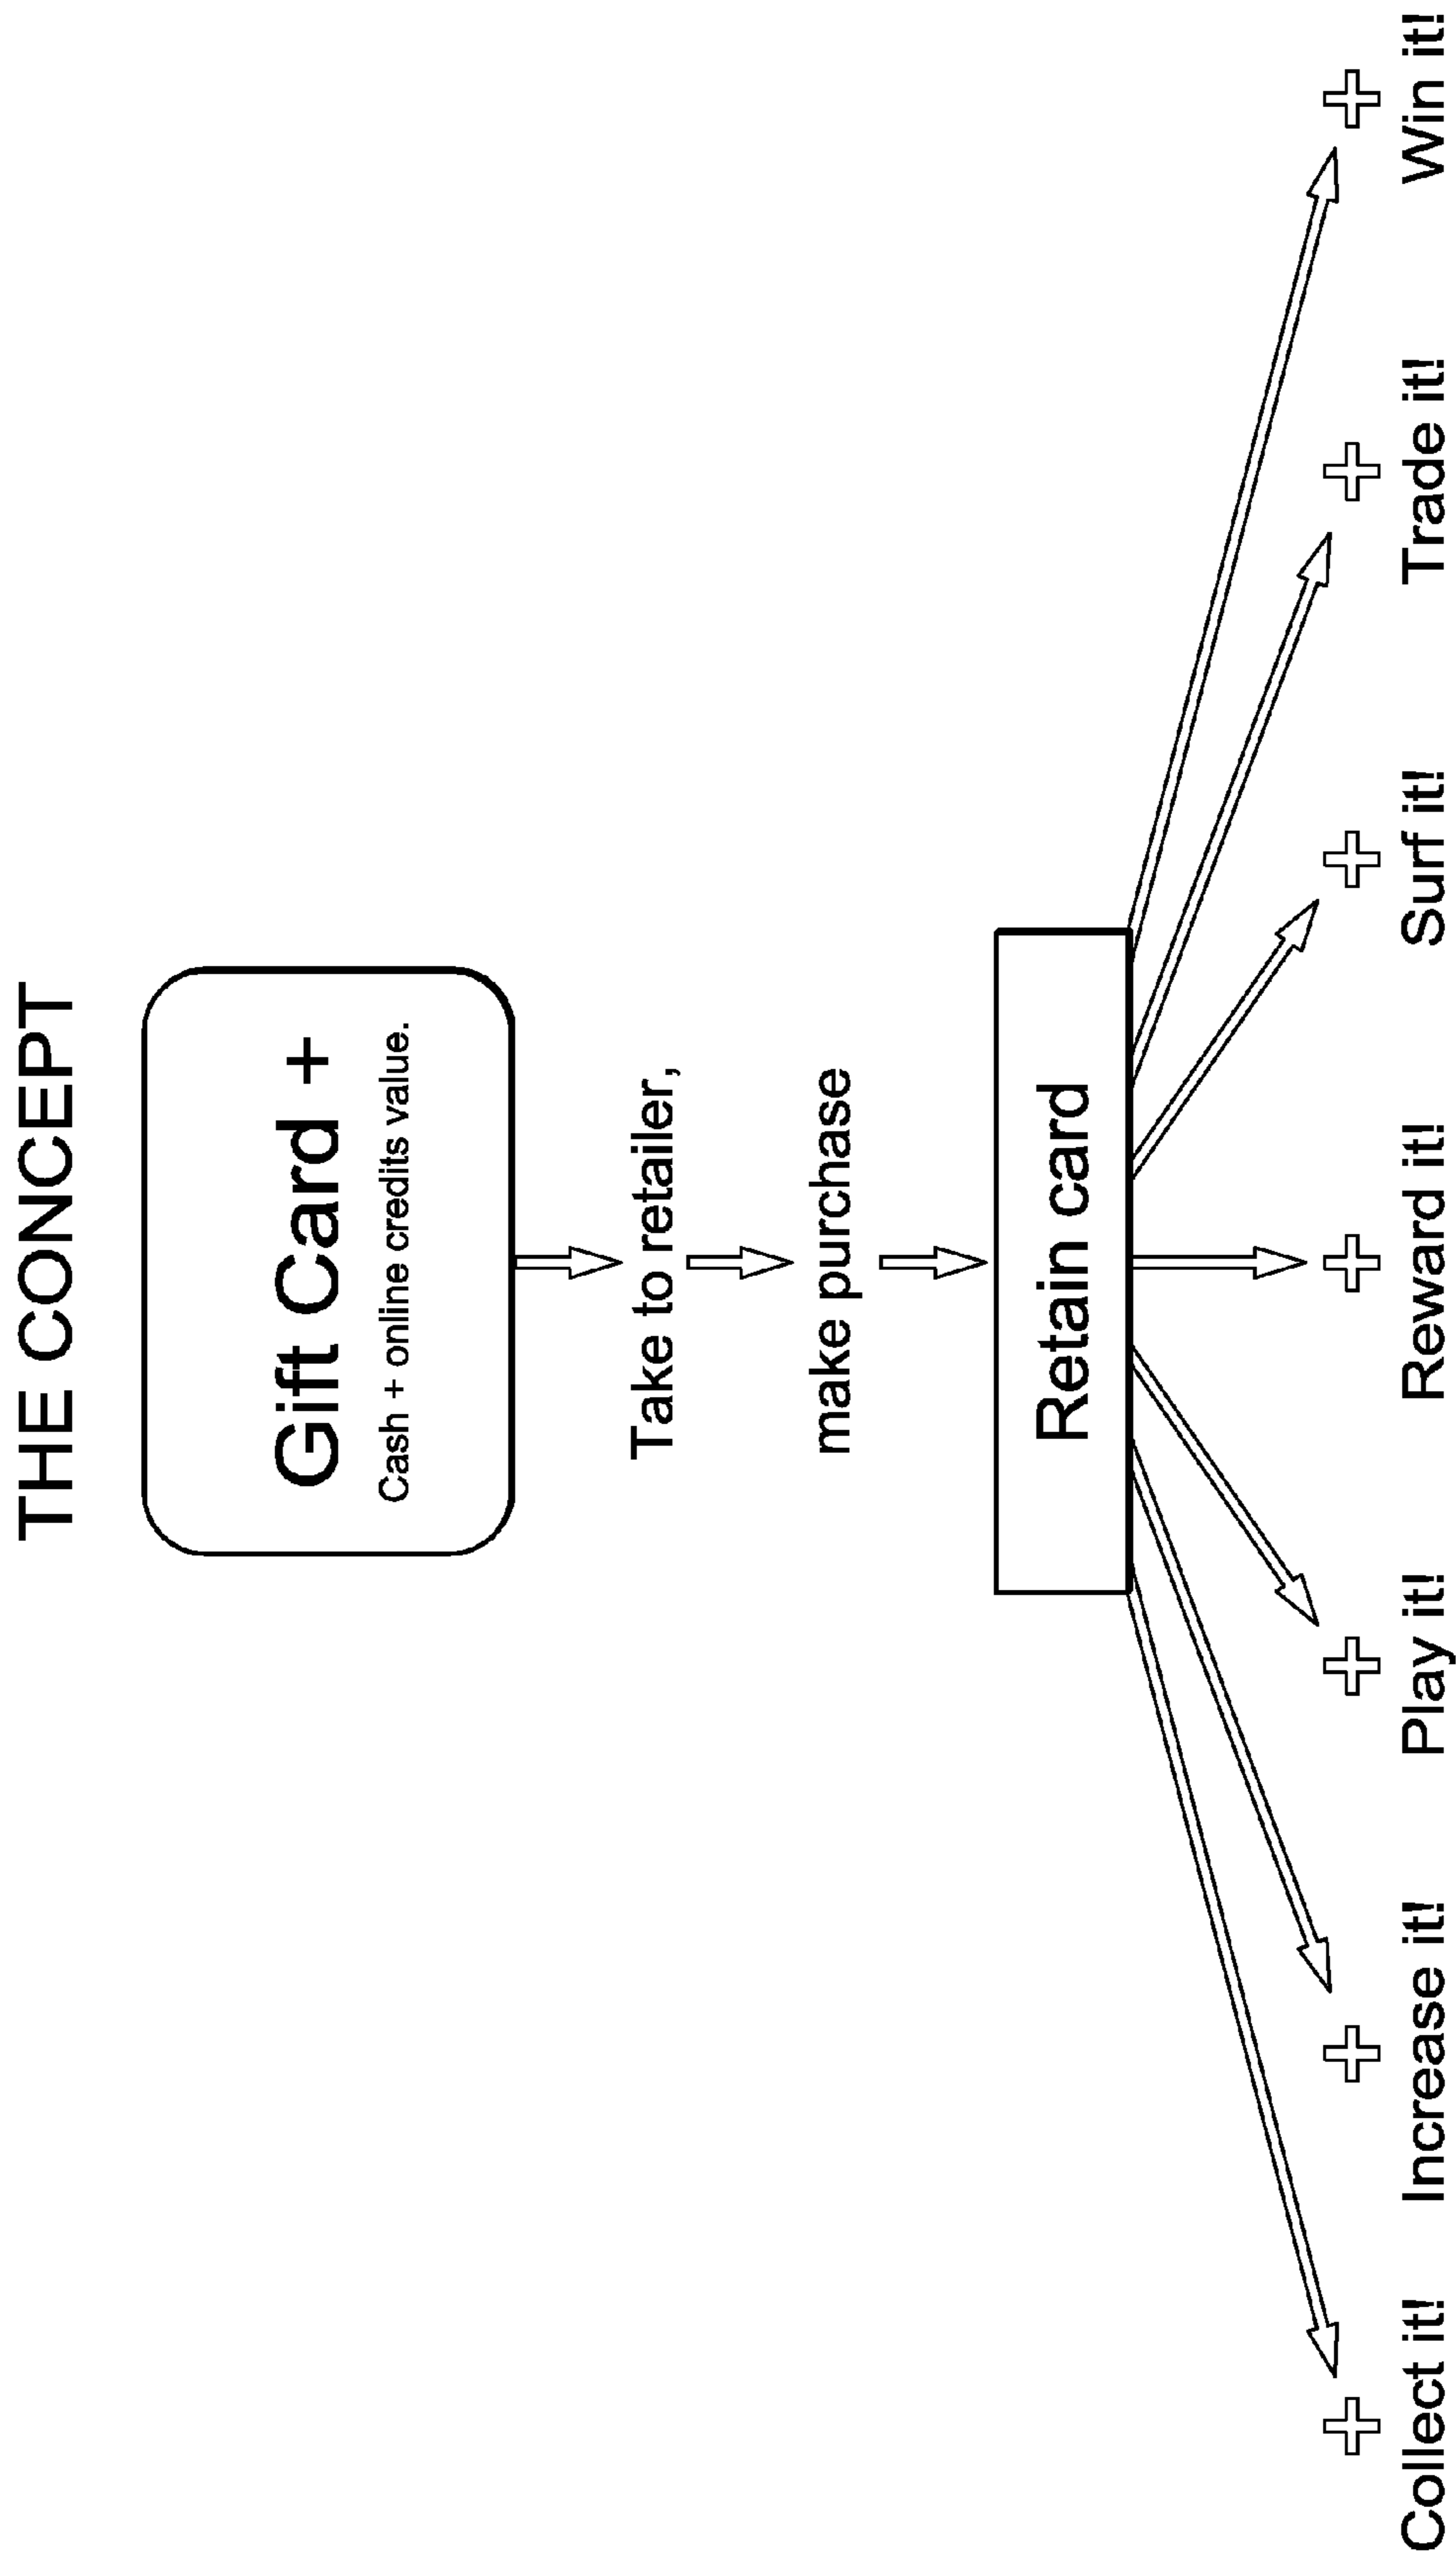 THE CONCEPT
Gift Card +
Cash + online credits value.
Take to retailer,
make purchase
Retain card
Collect it! Increase it! Play it! Reward it! Surf it! Trade it! Win it!